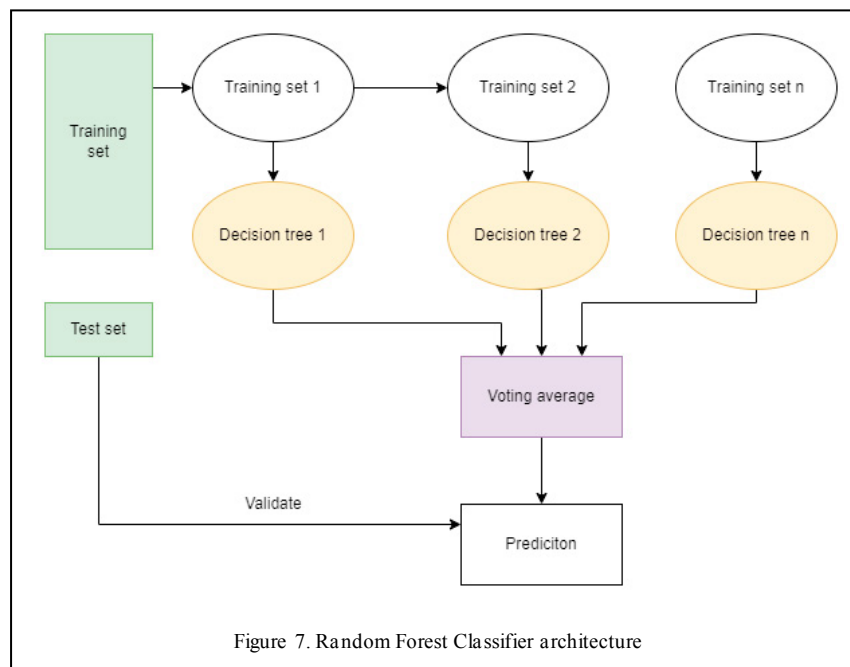 Training set 1
Training set 2
Training set n
Training
set
Decision tree 1
Decision tree 2
Decision tree n
Test set
Voting average
Validate
Prediciton
Figure 7. Random Forest Classifier architecture